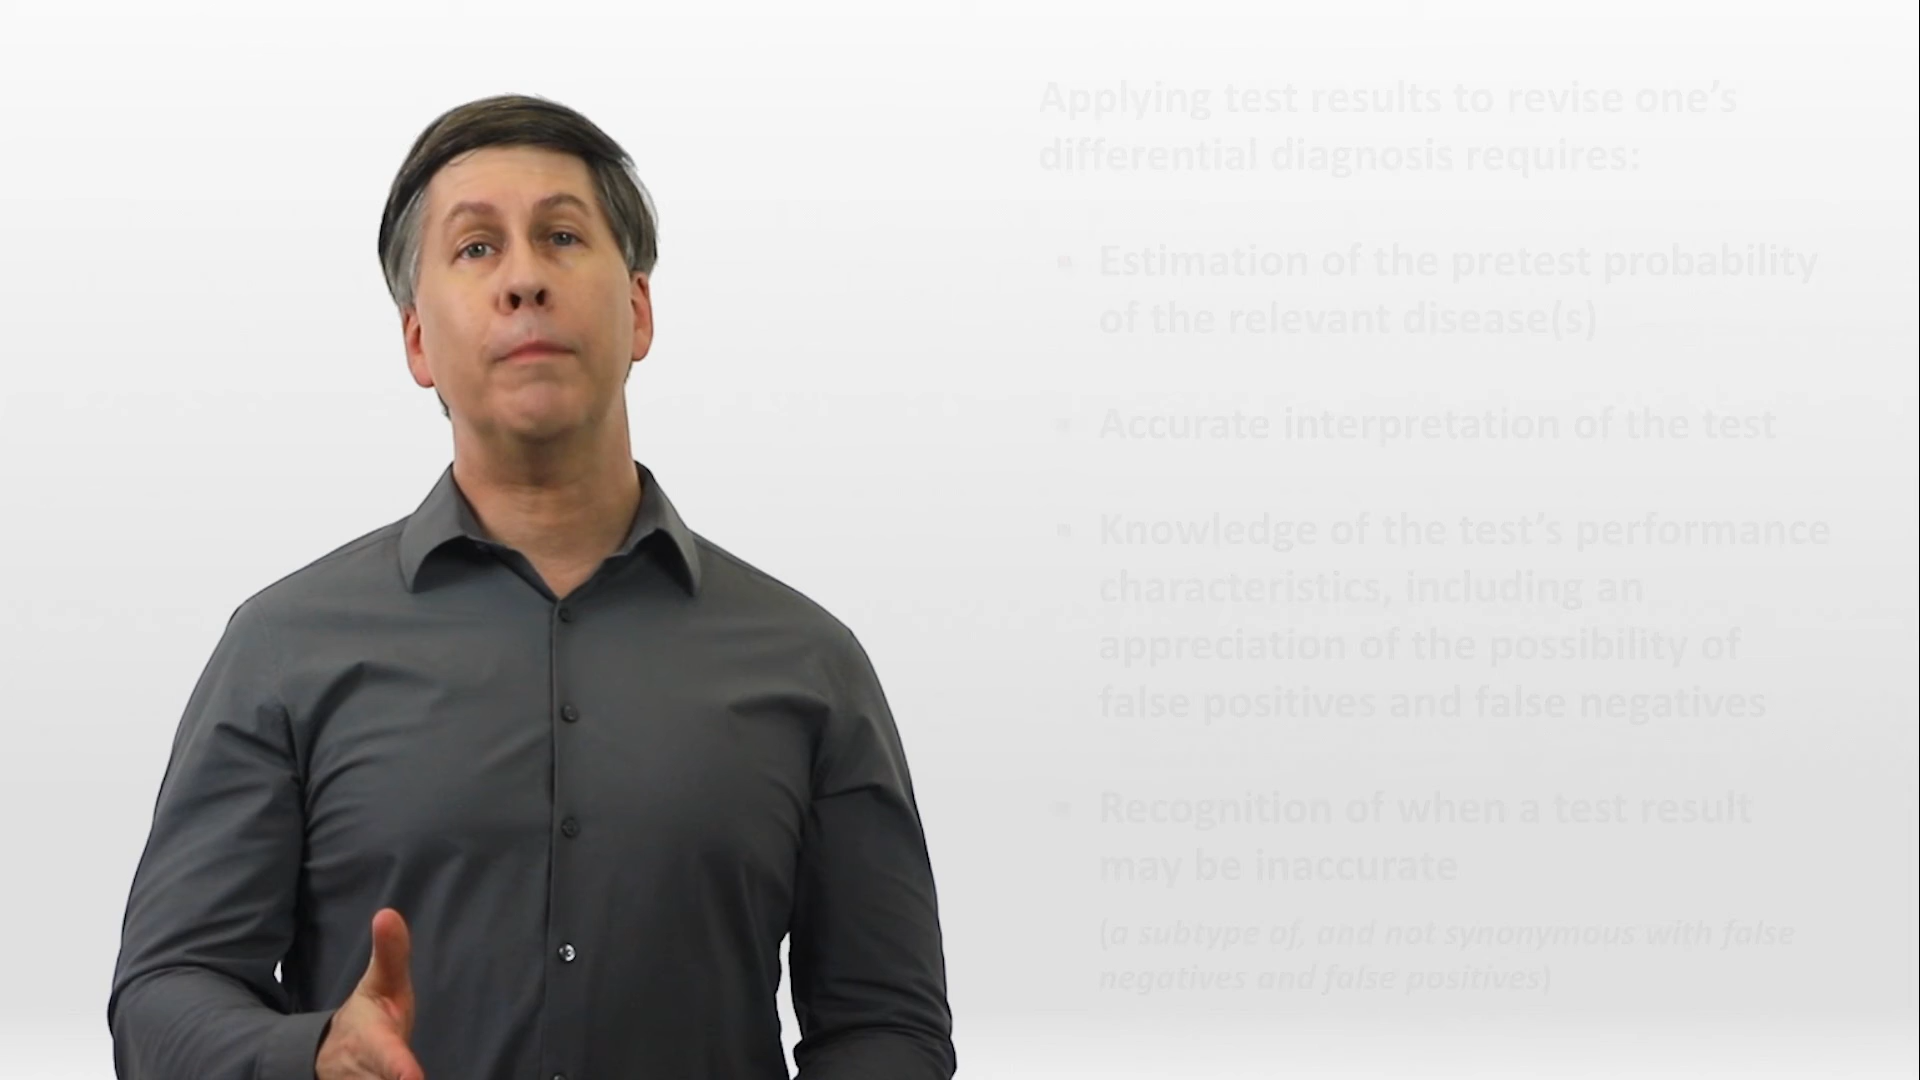 Applying test results to revise one's
differential diagnosis requires:
▪ Estimation of the pretest probability
of the relevant disease(s)
▪ Accurate interpretation of the test
▪ Knowledge of the test's performance
characteristics, including an
appreciation of the possibility of
false positives and false negatives
▪ Recognition of when a test result
may be inaccurate
(a subtype of, and not synonymous with false
negatives and false positives)